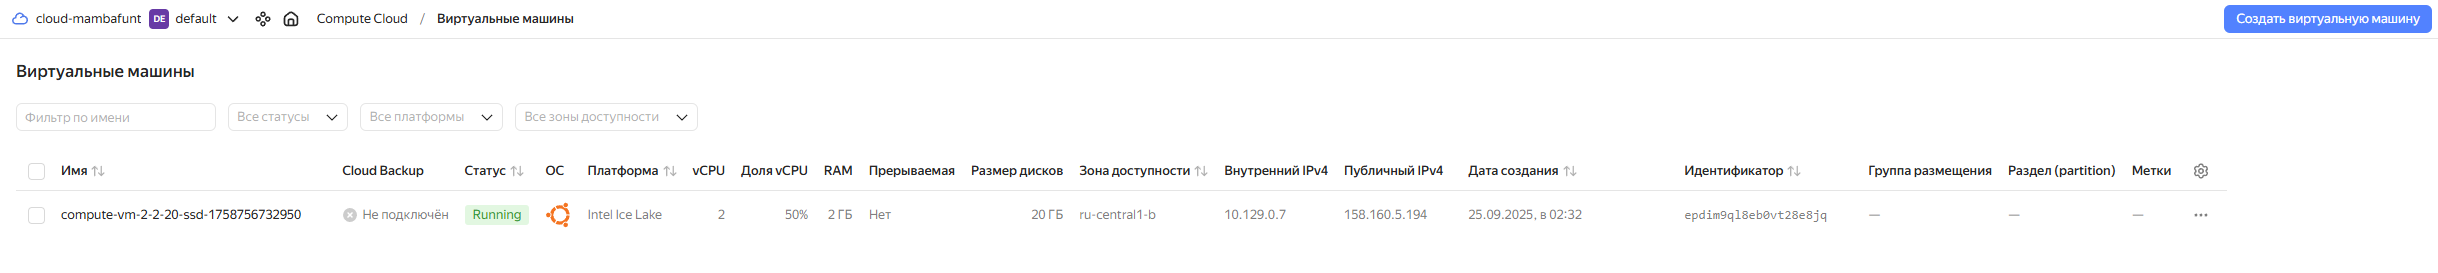 cloud-mambafunt DE default Compute Cloud / Виртуальные машины Создать виртуальную машину
Виртуальные машины
Фильтр по имени Все статусы Все платформы Все зоны доступности
Имя Cloud Backup Статус ОС Платформа vCPU Доля vCPU RAM Прерываемая Размер дисков Зона доступности Внутренний IPv4 Публичный IPv4 Дата создания Идентификатор Группа размещения Раздел (partition) Метки
compute-vm-2-2-20-ssd-1758756732950 Не подключён Running Intel Ice Lake 2 50% 2 ГБ Нет 20 ГБ ru-central1-b 10.129.0.7 158.160.5.194 25.09.2025, в 02:32 epdim9ql8eb0vt28e8jq — — —